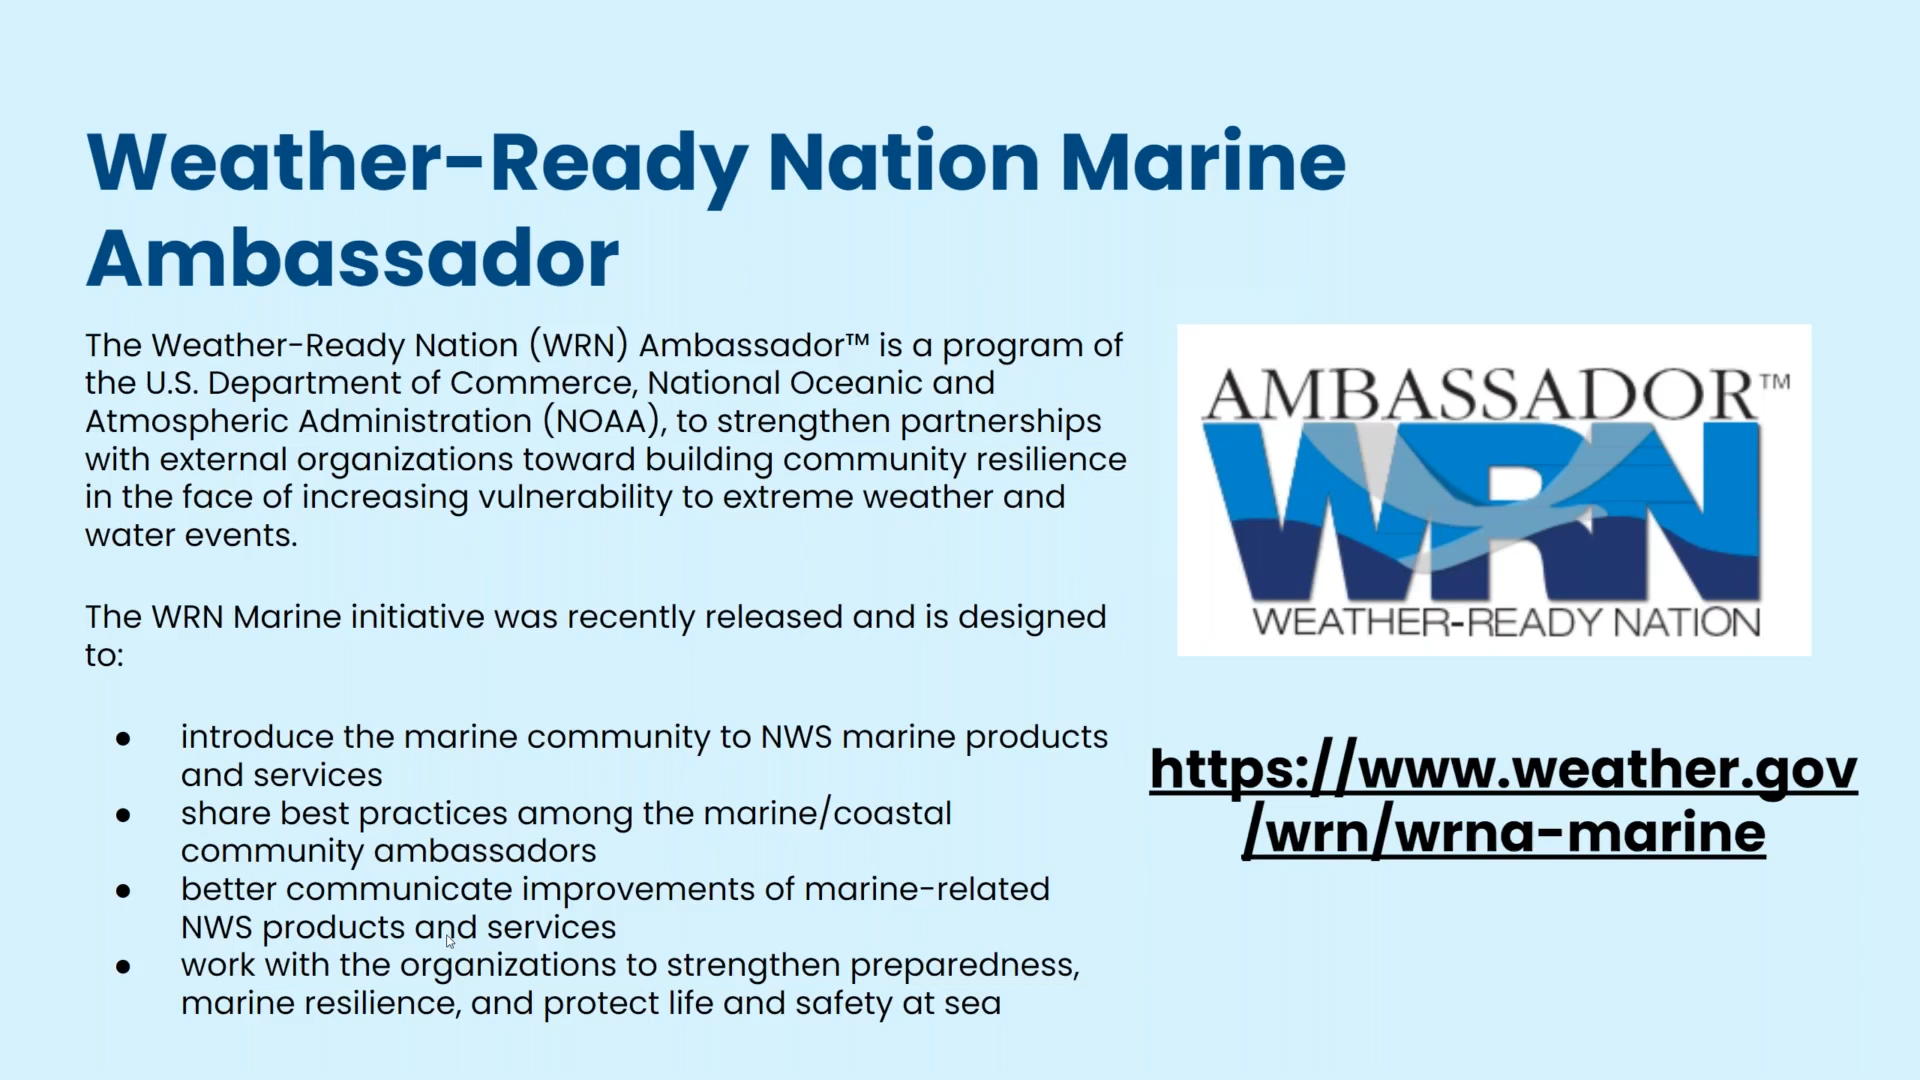 Weather-Ready Nation Marine
Ambassador
The Weather-Ready Nation (WRN) Ambassador™ is a program of
the U.S. Department of Commerce, National Oceanic and
Atmospheric Administration (NOAA), to strengthen partnerships
with external organizations toward building community resilience
in the face of increasing vulnerability to extreme weather and
water events.
The WRN Marine initiative was recently released and is designed
to:
● introduce the marine community to NWS marine products
and services
● share best practices among the marine/coastal
community ambassadors
● better communicate improvements of marine-related
NWS products and services
● work with the organizations to strengthen preparedness,
marine resilience, and protect life and safety at sea
AMBASSADOR™
WRN
WEATHER-READY NATION
https://www.weather.gov
/wrn/wrna-marine